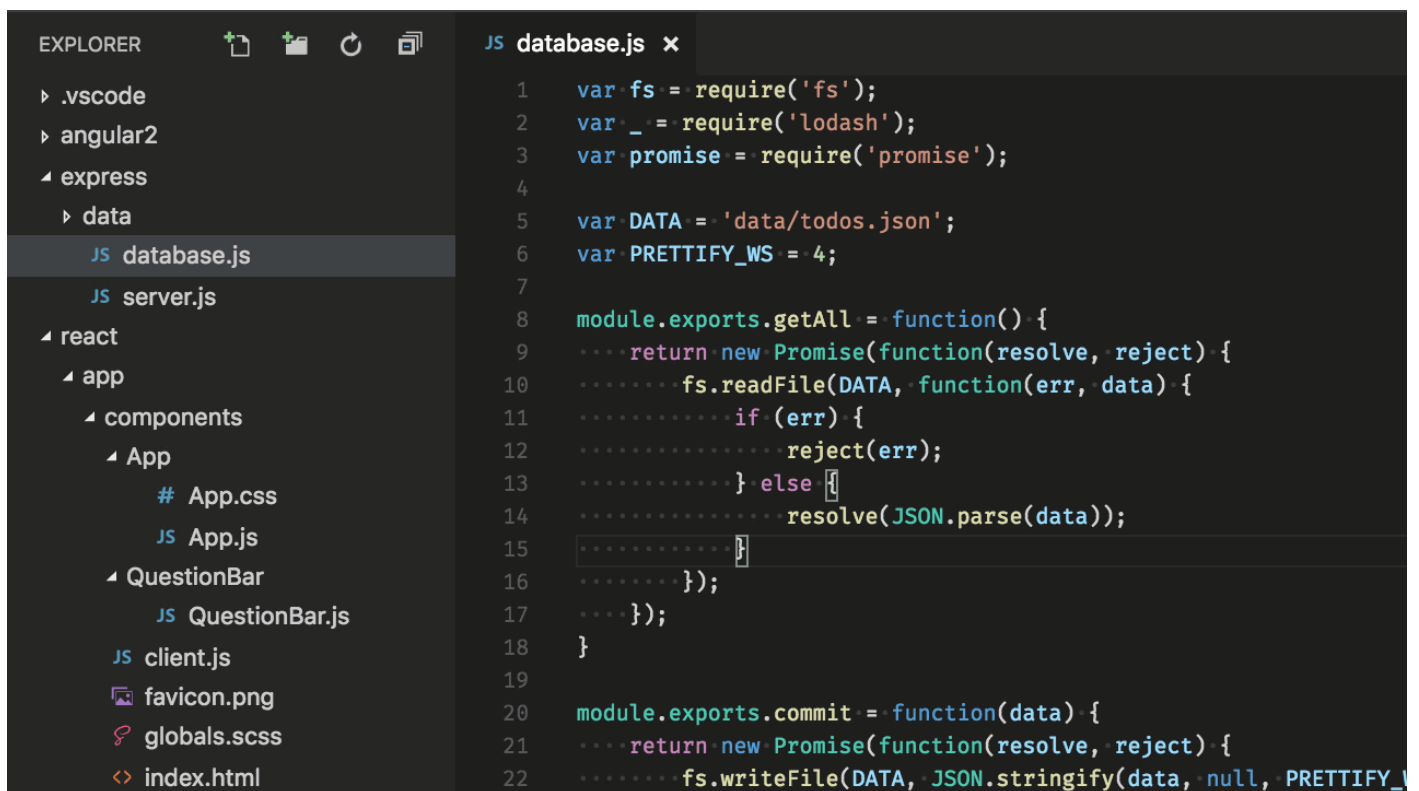 EXPLORER
.vscode
angular2
express
data
JS database.js
JS server.js
react
app
components
App
# App.css
JS App.js
QuestionBar
JS QuestionBar.js
JS client.js
favicon.png
globals.scss
<> index.html
JS database.js ×
1 var fs = require('fs');
2 var _ = require('lodash');
3 var promise = require('promise');
4
5 var DATA = 'data/todos.json';
6 var PRETTIFY_WS = 4;
7
8 module.exports.getAll = function() {
9     return new Promise(function(resolve, reject) {
10         fs.readFile(DATA, function(err, data) {
11             if (err) {
12                 reject(err);
13             } else {
14                 resolve(JSON.parse(data));
15             }
16         });
17     });
18 }
19
20 module.exports.commit = function(data) {
21     return new Promise(function(resolve, reject) {
22         fs.writeFile(DATA, JSON.stringify(data, null, PRETTIFY_W